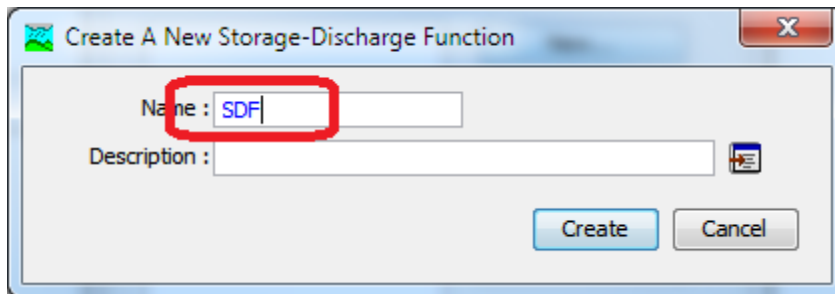 Create A New Storage-Discharge Function
Name : SDF
Description :
Create Cancel